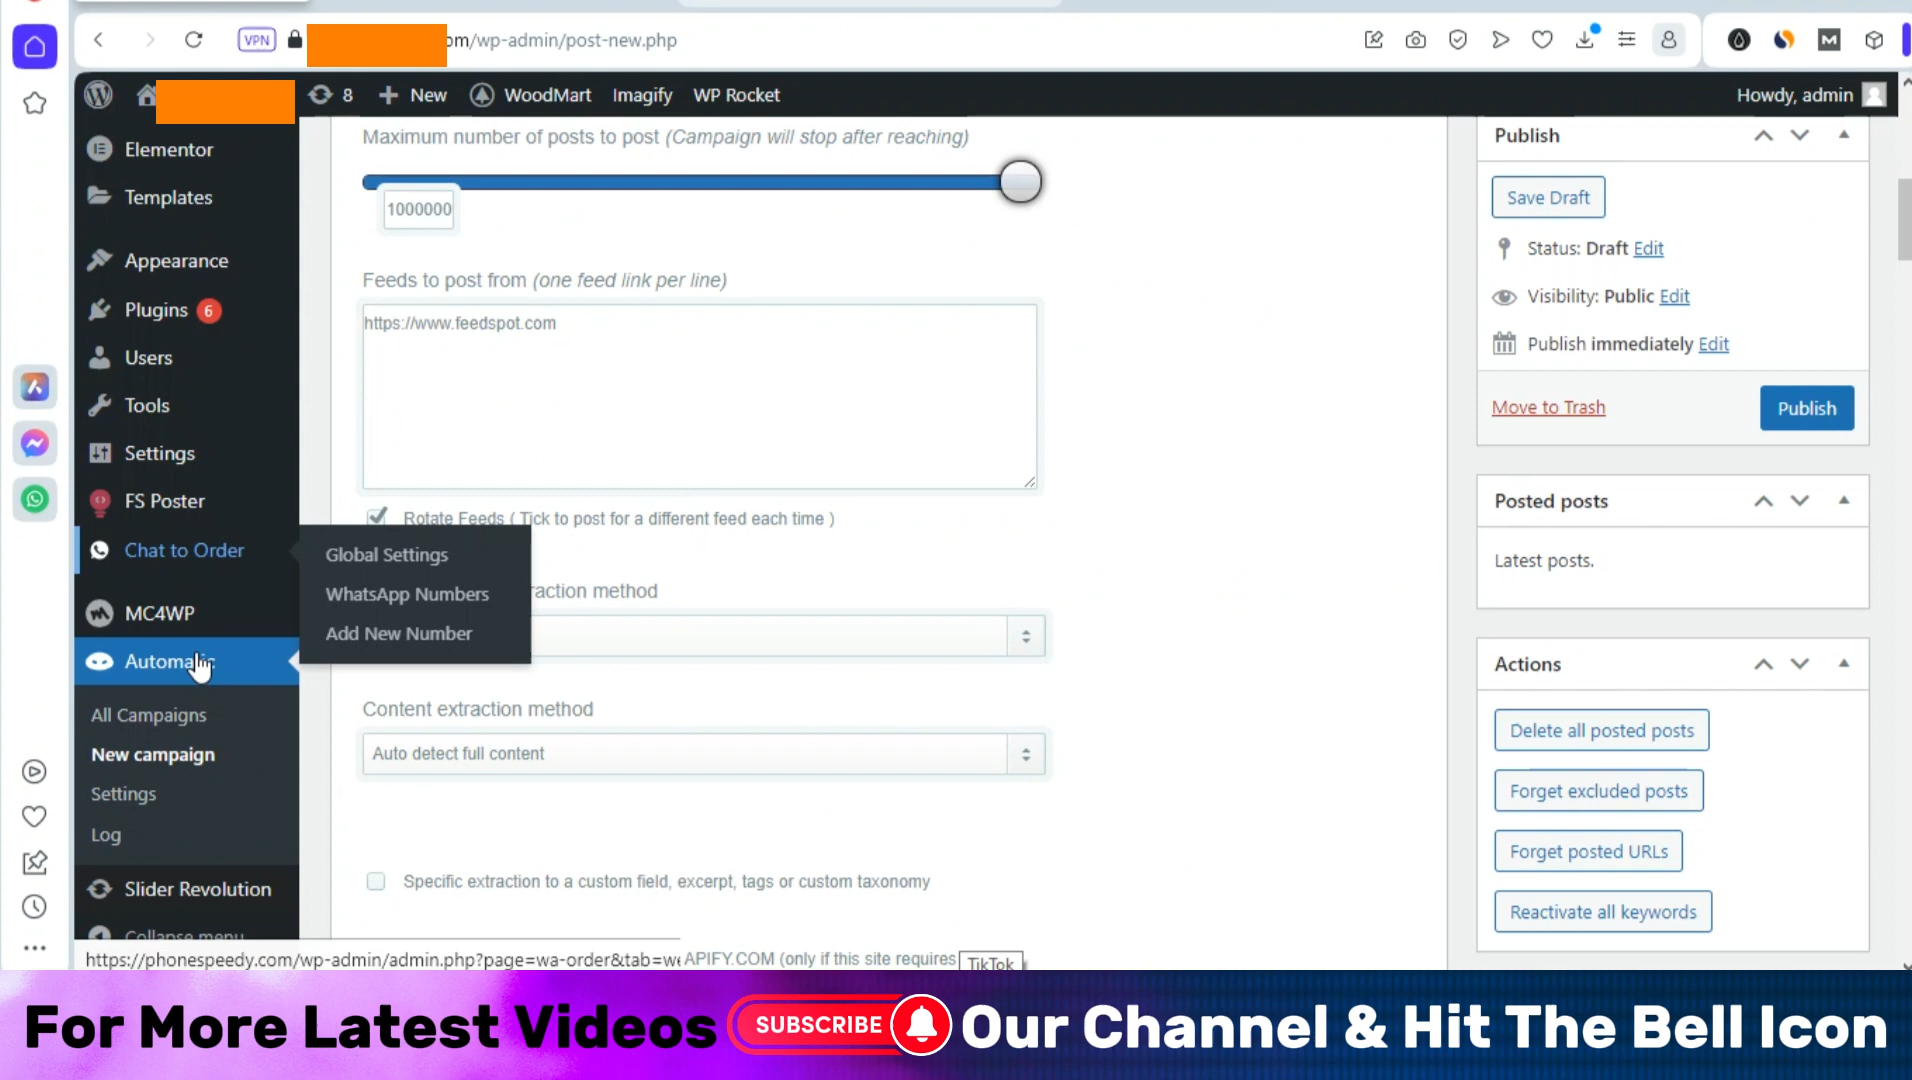 VPN
om/wp-admin/post-new.php
8
New
WoodMart
Imagify
WP Rocket
Howdy, admin
Elementor
Templates
Appearance
Plugins 6
Users
Tools
Settings
FS Poster
Chat to Order
MC4WP
All Campaigns
New campaign
Settings
Log
Slider Revolution
Collapse menu
Global Settings
WhatsApp Numbers
Add New Number
Maximum number of posts to post (Campaign will stop after reaching)
1000000
Feeds to post from (one feed link per line)
https://www.feedspot.com
Rotate Feeds ( Tick to post for a different feed each time )
raction method
Content extraction method
Auto detect full content
Specific extraction to a custom field, excerpt, tags or custom taxonomy
https://phonespeedy.com/wp-admin/admin.php?page=wa-order&tab=we
APIFY.COM (only if this site requires
TikTok
Publish
Save Draft
Status: Draft Edit
Visibility: Public Edit
Publish immediately Edit
Move to Trash
Publish
Posted posts
Latest posts.
Actions
Delete all posted posts
Forget excluded posts
Forget posted URLs
Reactivate all keywords
For More Latest Videos SUBSCRIBE Our Channel & Hit The Bell Icon